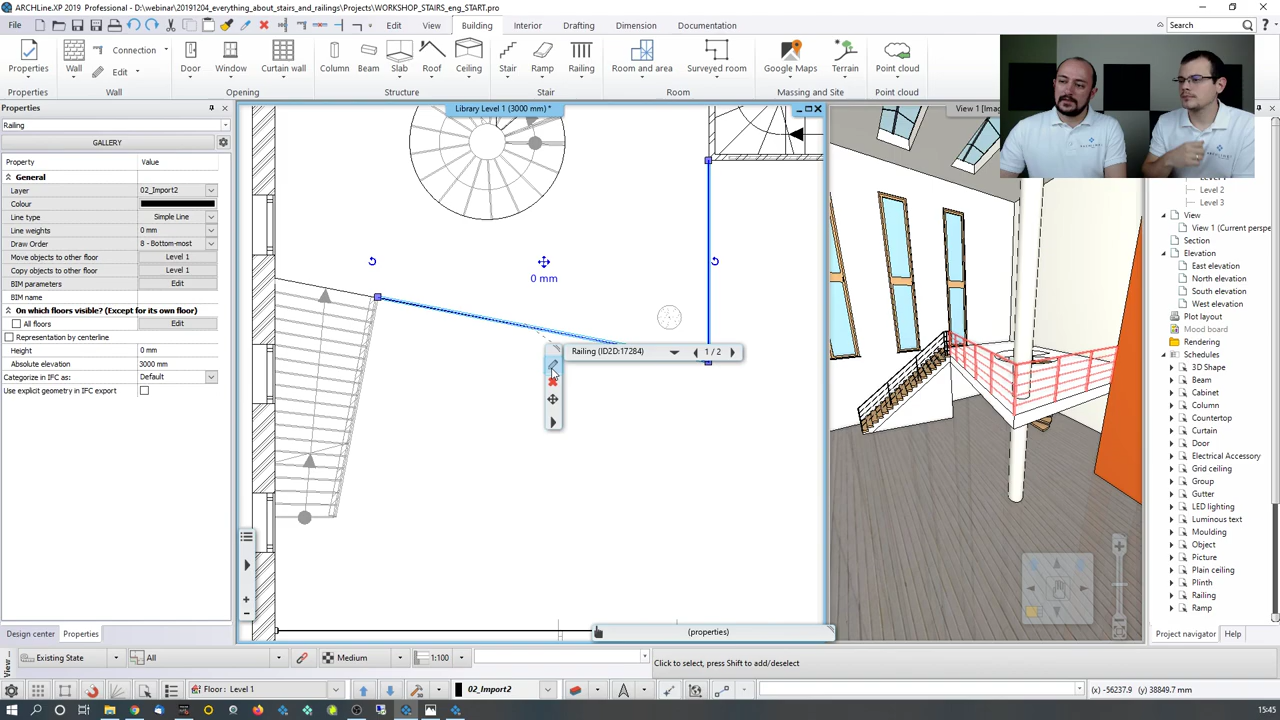 ARCHLine.XP 2019 Professional - D:\webinar\20191204_everything_about_stairs_and_railings\Projects\WORKSHOP_STAIRS_eng_START.pro
File
Edit
View
Building
Interior
Drafting
Dimension
Documentation
Search
Properties
Wall
Connection
Edit
Door
Window
Curtain wall
Column
Beam
Slab
Roof
Ceiling
Stair
Ramp
Railing
Room and area
Surveyed room
Google Maps
Terrain
Point cloud
Properties
Wall
Opening
Structure
Stair
Room
Massing and Site
Point cloud
Properties
Railing
GALLERY
Property Value
General
Layer 02_Import2
Colour
Line type Simple Line
Line weights 0 mm
Draw Order 8 - Bottom-most
Move objects to other floor Level 1
Copy objects to other floor Level 1
BIM parameters Edit
BIM name
On which floors visible? (Except for its own floor)
All floors Edit
Representation by centerline
Height 0 mm
Absolute elevation 3000 mm
Categorize in IFC as: Default
Use explicit geometry in IFC export
Design center
Properties
Library Level 1 (3000 mm*
0 mm
Railing (ID2D:17284)
1 / 2
(properties)
View 1 [Imag
Level 2
Level 3
View
View 1 (Current perspe
Section
Elevation
East elevation
North elevation
South elevation
West elevation
Plot layout
Mood board
Rendering
Schedules
3D Shape
Beam
Cabinet
Column
Countertop
Curtain
Door
Electrical Accessory
Grid ceiling
Group
Gutter
LED lighting
Luminous text
Moulding
Object
Picture
Plain ceiling
Plinth
Railing
Ramp
Project navigator
Help
View
Existing State
All
Medium
1:100
Click to select, press Shift to add/deselect
Floor : Level 1
02_Import2
(x) -56237.9 (y) 38849.7 mm
15:45